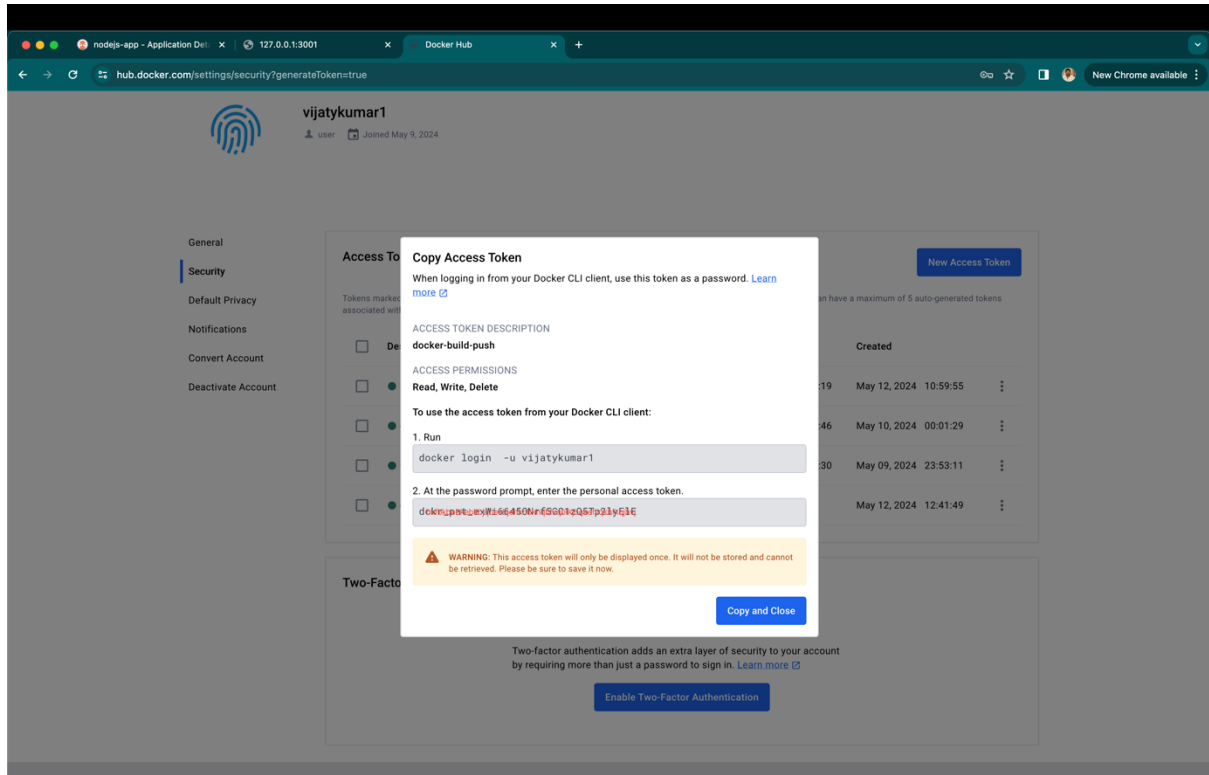 nodejs-app - Application Det
127.0.0.1:3001
Docker Hub
hub.docker.com/settings/security?generateToken=true
New Chrome available
vijatykumar1
user Joined May 9, 2024
General
Security
Default Privacy
Notifications
Convert Account
Deactivate Account
Access To
New Access Token
Tokens marked
an have a maximum of 5 auto-generated tokens
associated wit
De
Created
:19 May 12, 2024 10:59:55
:46 May 10, 2024 00:01:29
:30 May 09, 2024 23:53:11
May 12, 2024 12:41:49
Copy Access Token
When logging in from your Docker CLI client, use this token as a password. Learn
more
ACCESS TOKEN DESCRIPTION
docker-build-push
ACCESS PERMISSIONS
Read, Write, Delete
To use the access token from your Docker CLI client:
1. Run
docker login -u vijatykumar1
2. At the password prompt, enter the personal access token.
WARNING: This access token will only be displayed once. It will not be stored and cannot
be retrieved. Please be sure to save it now.
Copy and Close
Two-Facto
Two-factor authentication adds an extra layer of security to your account
by requiring more than just a password to sign in. Learn more
Enable Two-Factor Authentication